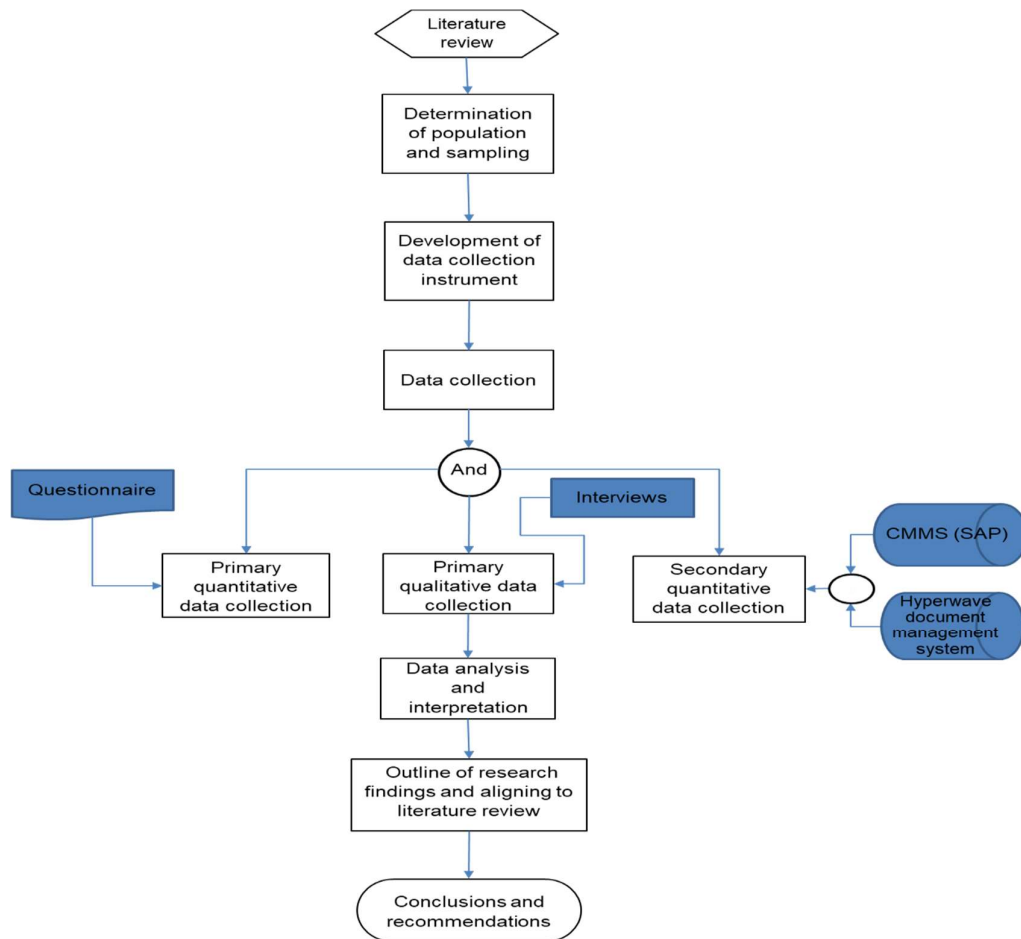 Literature
review
Determination
of population
and sampling
Development of
data collection
instrument
Data collection
And
Questionnaire
Interviews
CMMS (SAP)
Primary
quantitative
data collection
Primary
qualitative data
collection
Secondary
quantitative
data collection
Hyperwave
document
management
system
Data analysis
and
interpretation
Outline of research
findings and aligning to
literature review
Conclusions and
recommendations